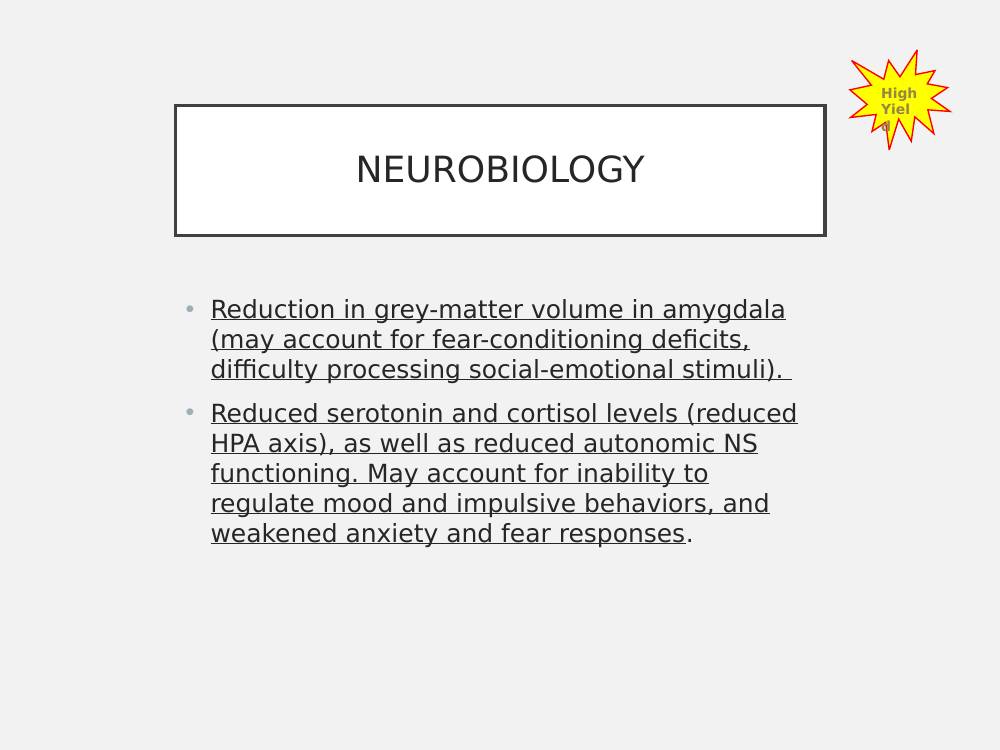 High
Yiel
d
NEUROBIOLOGY
• Reduction in grey-matter volume in amygdala
(may account for fear-conditioning deficits,
difficulty processing social-emotional stimuli).
• Reduced serotonin and cortisol levels (reduced
HPA axis), as well as reduced autonomic NS
functioning. May account for inability to
regulate mood and impulsive behaviors, and
weakened anxiety and fear responses.